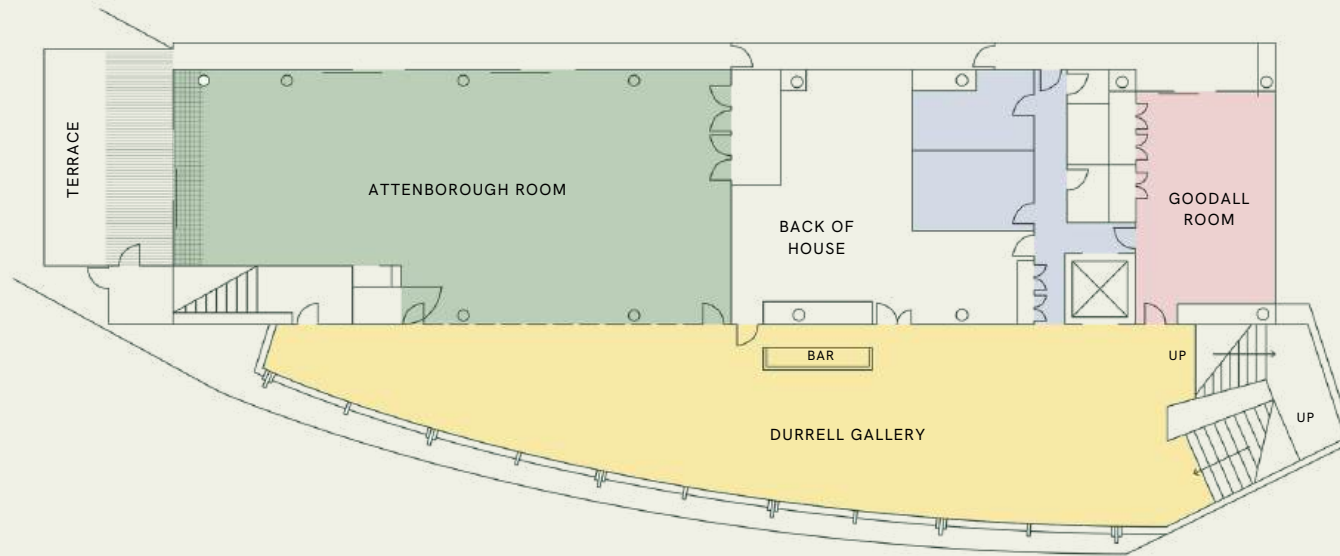 TERRACE
ATTENBOROUGH ROOM
BACK OF
HOUSE
GOODALL
ROOM
BAR
UP
UP
DURRELL GALLERY